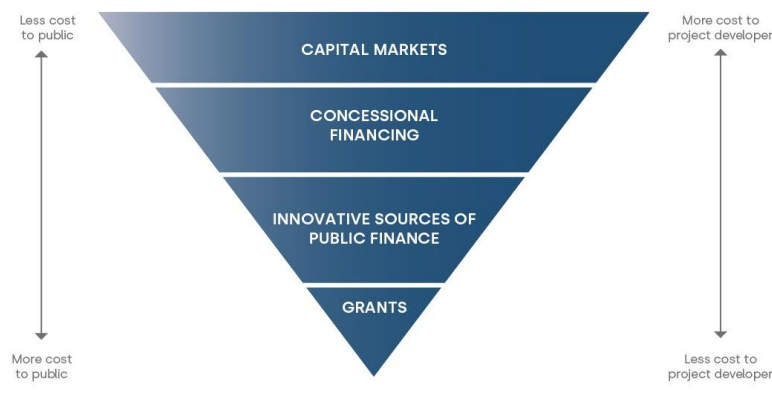 Less cost
to public
More cost to
project developer
CAPITAL MARKETS
CONCESSIONAL
FINANCING
INNOVATIVE SOURCES OF
PUBLIC FINANCE
GRANTS
More cost
to public
Less cost to
project developer